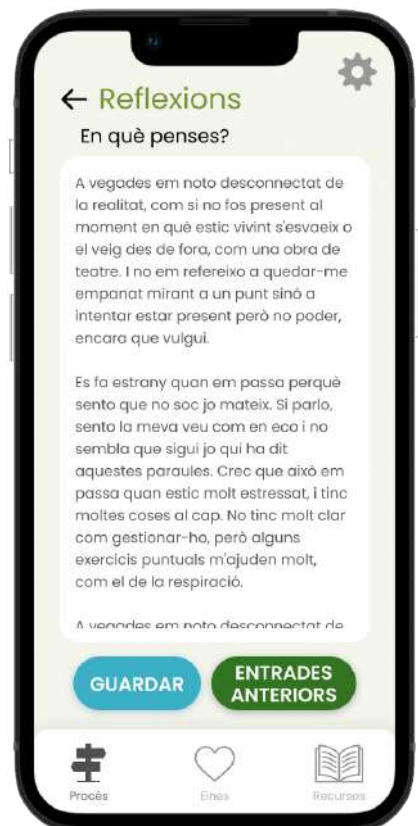 ← Reflexions
En què penses?
A vegades em noto desconnectat de
la realitat, com si no fos present al
moment en què estic vivint s'esvaeix o
el veig des de fora, com una obra de
teatre. I no em refereixo a quedar-me
empanat mirant a un punt sinó a
intentar estar present però no poder,
encara que vulgui.
Es fa estrany quan em passa perquè
sento que no soc jo mateix. Si parlo,
sento la meva veu com en eco i no
sembla que sigui jo qui ha dit
aquestes paraules. Crec que això em
passa quan estic molt estressat, i tinc
moltes coses al cap. No tinc molt clar
com gestionar-ho, però alguns
exercicis puntuals m'ajuden molt,
com el de la respiració.
A vegades em noto desconnectat de
GUARDAR
ENTRADES
ANTERIORS
Procés
Eines
Recursos